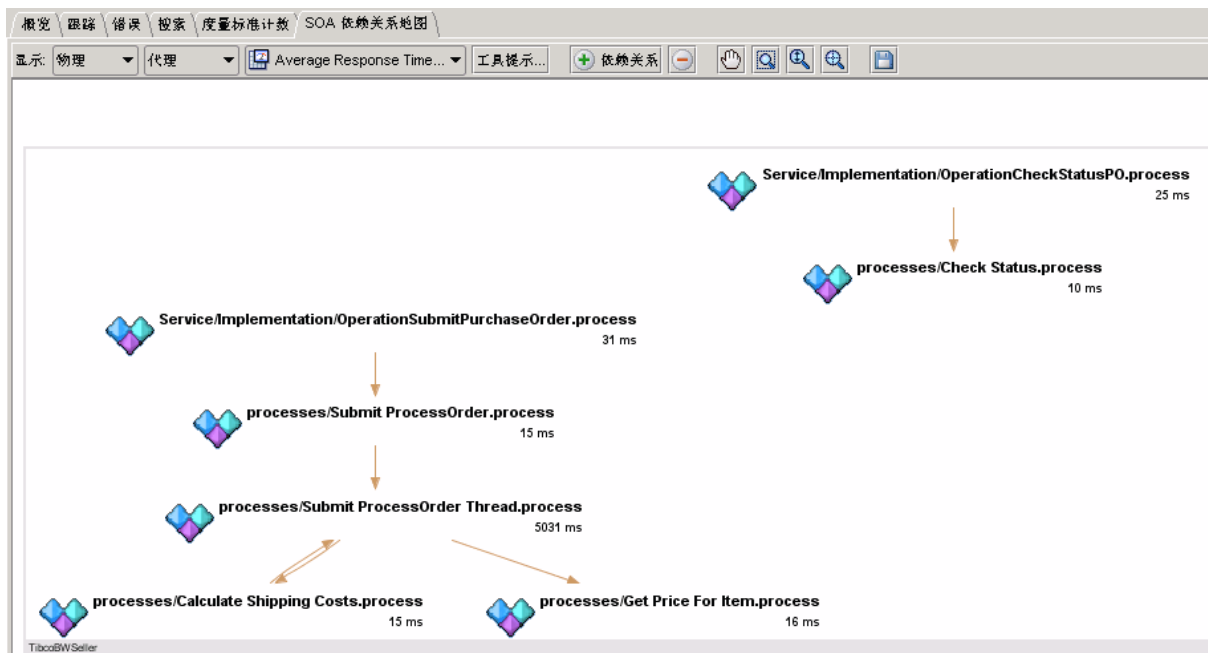 概览 跟踪 错误 搜索 度量标准计数 SOA 依赖关系地图
显示: 物理 代理 Average Response Time... 工具提示... 依赖关系
Service/Implementation/OperationCheckStatusPO.process
25 ms
processes/Check Status.process
10 ms
Service/Implementation/OperationSubmitPurchaseOrder.process
31 ms
processes/Submit ProcessOrder.process
15 ms
processes/Submit ProcessOrder Thread.process
5031 ms
processes/Calculate Shipping Costs.process
15 ms
processes/Get Price For Item.process
16 ms
TibcoBWSeller